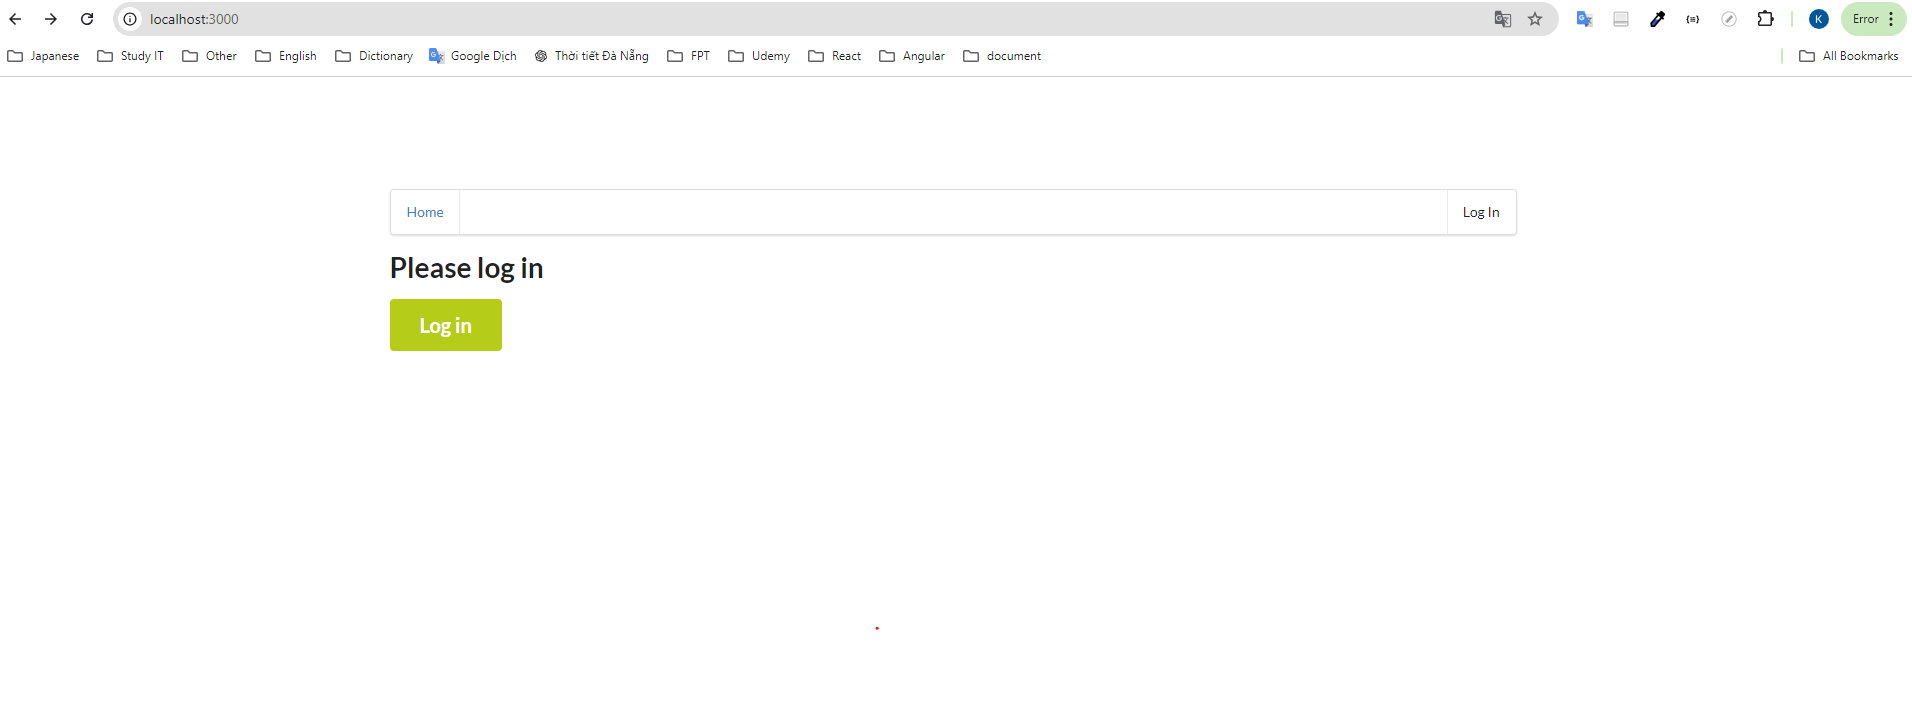 localhost:3000
K
Error
Japanese Study IT Other English Dictionary Google Dịch Thời tiết Đà Nẵng FPT Udemy React Angular document All Bookmarks
Home Log In
Please log in
Log in